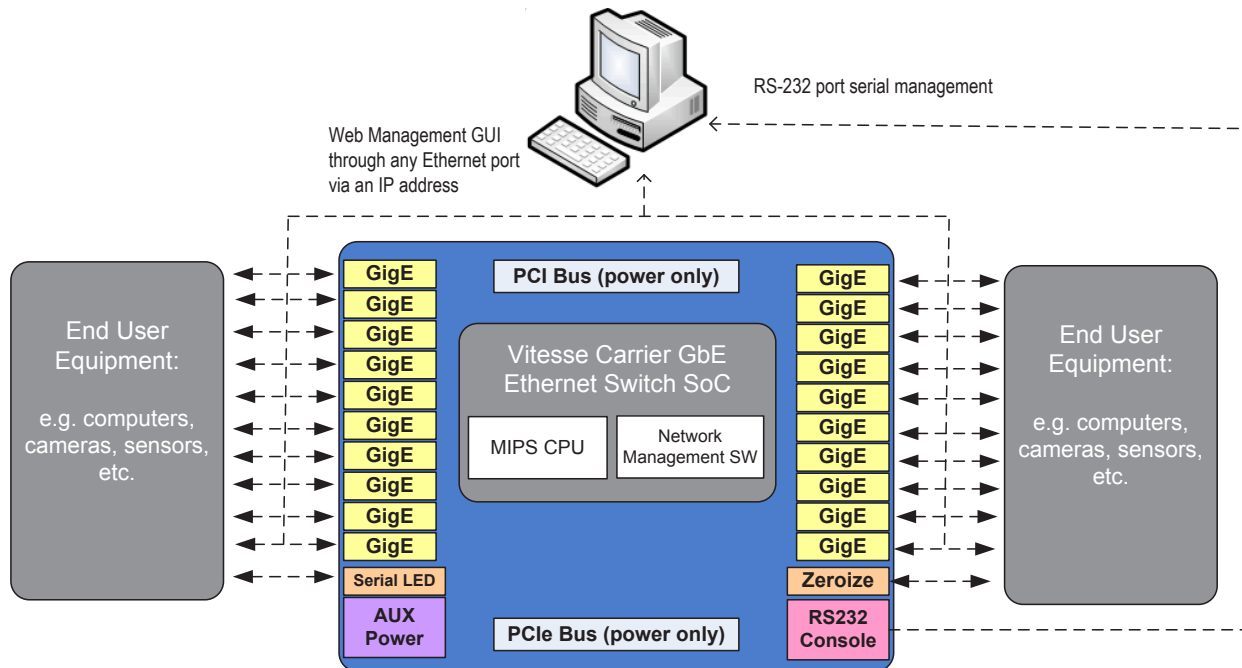 RS-232 port serial management
Web Management GUI
through any Ethernet port
via an IP address
End User
Equipment:
e.g. computers,
cameras, sensors,
etc.
GigE
GigE
GigE
GigE
GigE
GigE
GigE
GigE
GigE
GigE
Serial LED
AUX
Power
PCI Bus (power only)
Vitesse Carrier GbE
Ethernet Switch SoC
MIPS CPU
Network
Management SW
PCIe Bus (power only)
GigE
GigE
GigE
GigE
GigE
GigE
GigE
GigE
GigE
GigE
Zeroize
RS232
Console
End User
Equipment:
e.g. computers,
cameras, sensors,
etc.